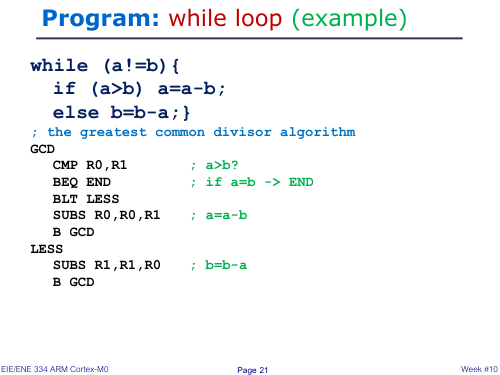 Program: while loop (example)
while (a!=b){
if (a>b) a=a-b;
else b=b-a;}
; the greatest common divisor algorithm
GCD
CMP R0,R1 ; a>b?
BEQ END ; if a=b -> END
BLT LESS
SUBS R0,R0,R1 ; a=a-b
B GCD
LESS
SUBS R1,R1,R0 ; b=b-a
B GCD
EIE/ENE 334 ARM Cortex-M0 Page 21 Week #10